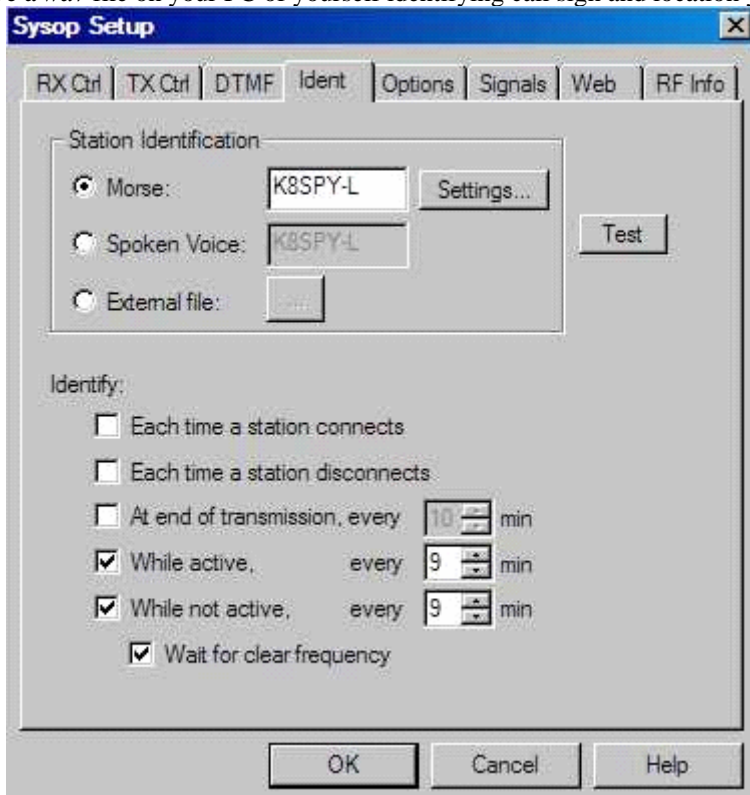 Sysop Setup
RX Ctrl TX Ctrl DTMF Ident Options Signals Web RF Info
Station Identification
Morse: K8SPY-L Settings...
Spoken Voice: K8SPY-L Test
External file: ....
Identify:
Each time a station connects
Each time a station disconnects
At end of transmission, every 10 min
While active, every 9 min
While not active, every 9 min
Wait for clear frequency
OK Cancel Help